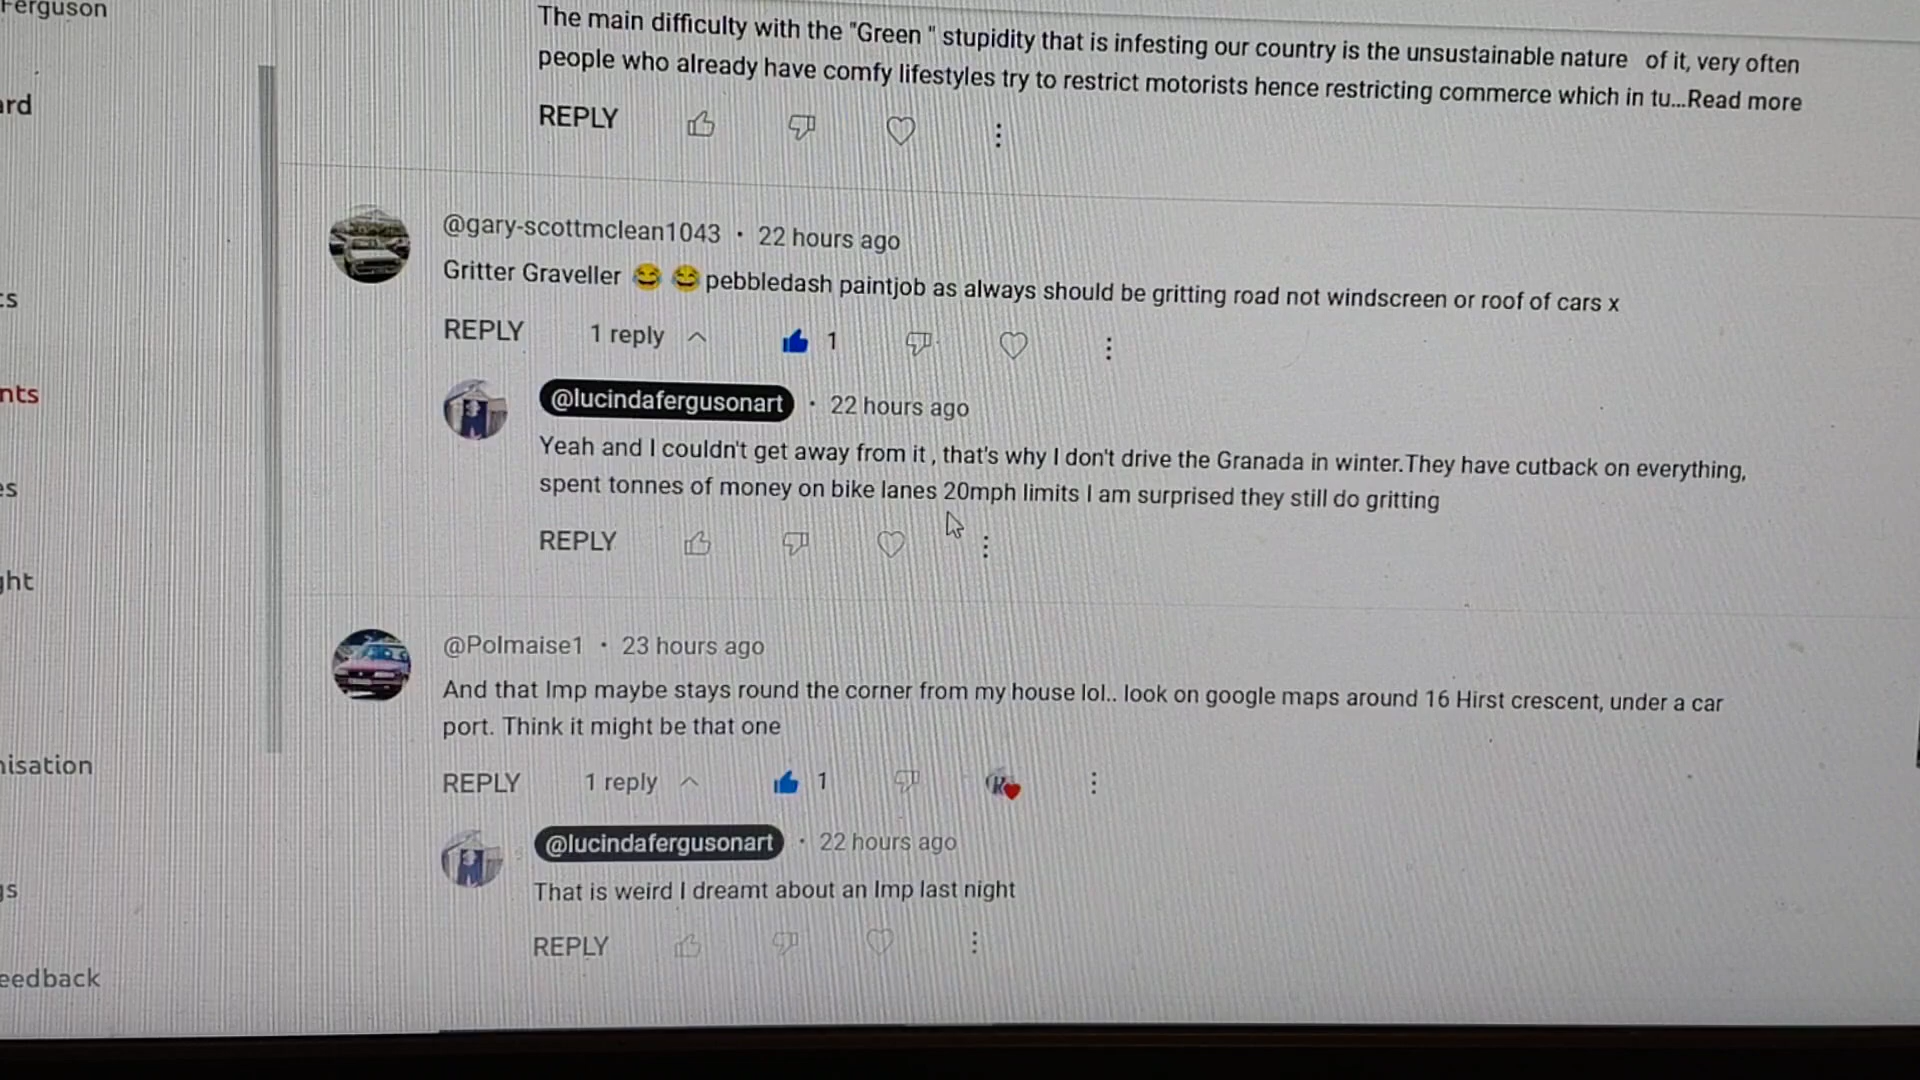 Ferguson
The main difficulty with the "Green " stupidity that is infesting our country is the unsustainable nature of it, very often
people who already have comfy lifestyles try to restrict motorists hence restricting commerce which in tu...Read more
REPLY
ard
@gary-scottmclean1043 · 22 hours ago
Gritter Graveller 😂 😂 pebbledash paintjob as always should be gritting road not windscreen or roof of cars x
ts
REPLY 1 reply 1
nts
@lucindafergusonart · 22 hours ago
Yeah and I couldn't get away from it , that's why I don't drive the Granada in winter.They have cutback on everything,
spent tonnes of money on bike lanes 20mph limits I am surprised they still do gritting
es
REPLY
ght
@Polmaise1 · 23 hours ago
And that Imp maybe stays round the corner from my house lol.. look on google maps around 16 Hirst crescent, under a car
port. Think it might be that one
nisation
REPLY 1 reply 1
@lucindafergusonart · 22 hours ago
That is weird I dreamt about an Imp last night
gs
REPLY
eedback